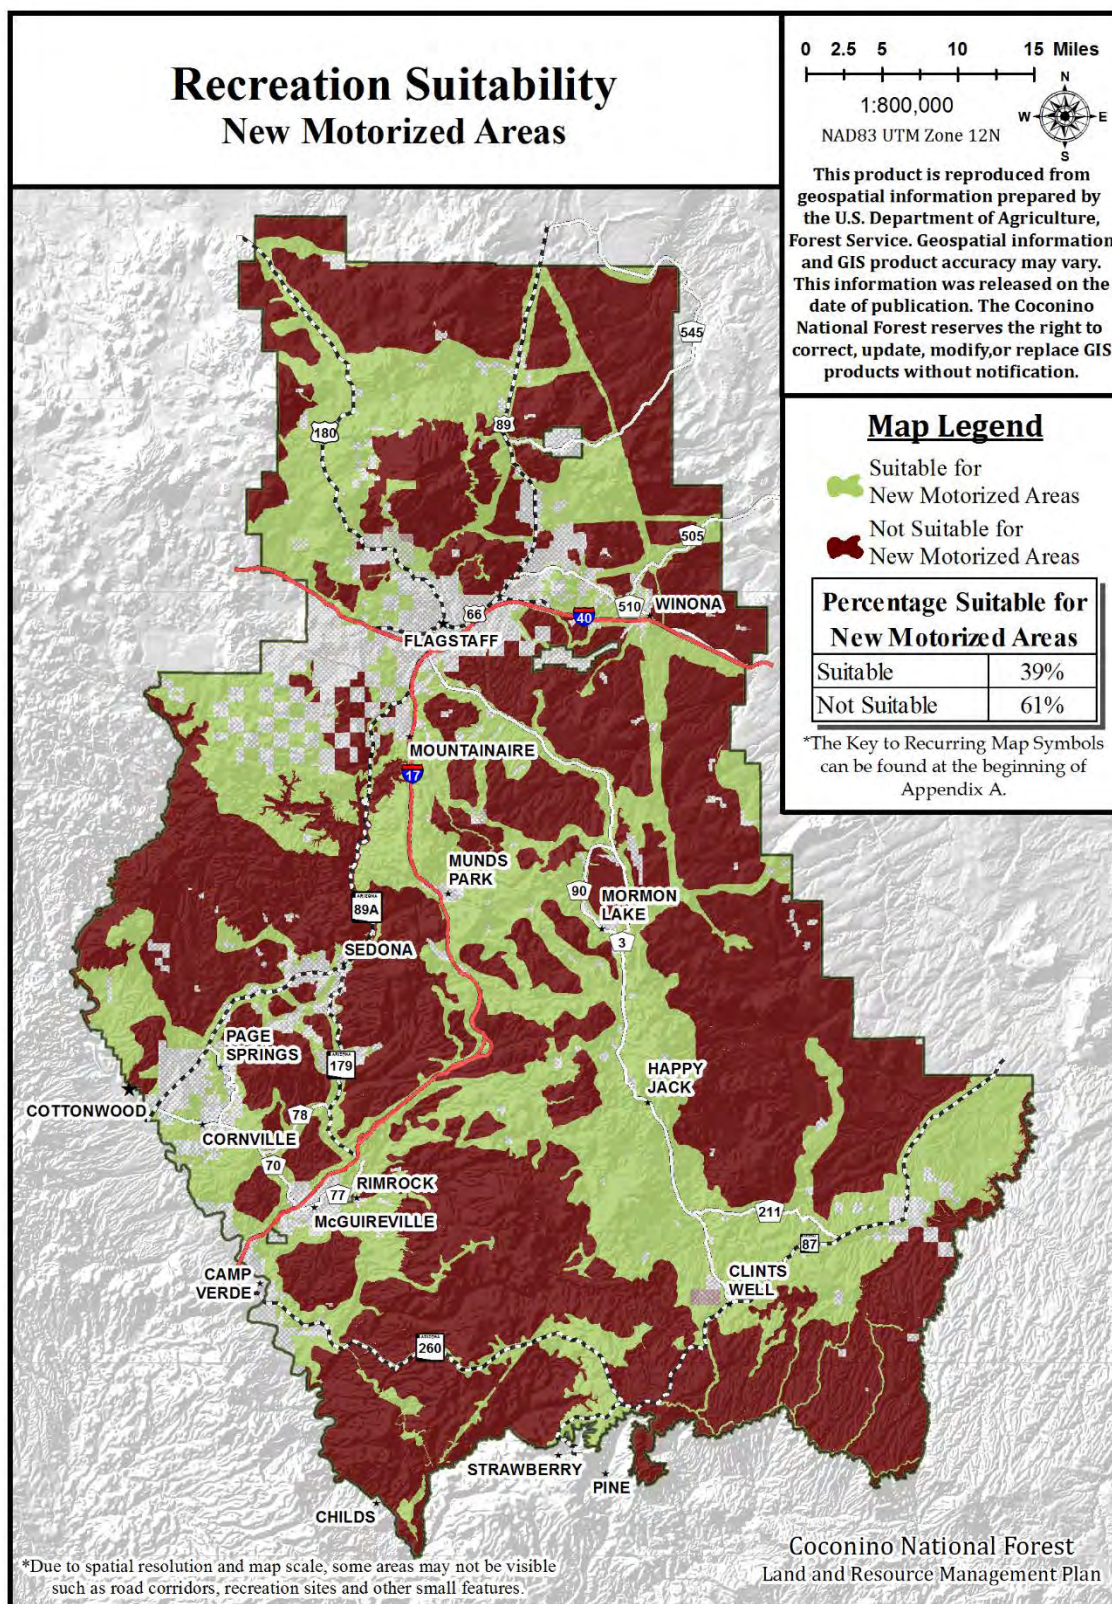 Recreation Suitability
New Motorized Areas
0 2.5 5 10 15 Miles
1:800,000
NAD83 UTM Zone 12N
N
W E
S
This product is reproduced from
geospatial information prepared by
the U.S. Department of Agriculture,
Forest Service. Geospatial information
and GIS product accuracy may vary.
This information was released on the
date of publication. The Coconino
National Forest reserves the right to
correct, update, modify,or replace GIS
products without notification.
Map Legend
Suitable for
New Motorized Areas
Not Suitable for
New Motorized Areas
Percentage Suitable for
New Motorized Areas
Suitable 39%
Not Suitable 61%
*The Key to Recurring Map Symbols
can be found at the beginning of
Appendix A.
545
180
89
505
66
40
510
WINONA
FLAGSTAFF
MOUNTAINAIRE
17
MUNDS
PARK
90
MORMON
LAKE
ARIZONA
89A
3
SEDONA
PAGE
SPRINGS
ARIZONA
179
HAPPY
JACK
COTTONWOOD
78
CORNVILLE
70
77
RIMROCK
McGUIREVILLE
211
87
CAMP
VERDE
CLINTS
WELL
ARIZONA
260
STRAWBERRY
PINE
CHILDS
*Due to spatial resolution and map scale, some areas may not be visible
such as road corridors, recreation sites and other small features.
Coconino National Forest
Land and Resource Management Plan